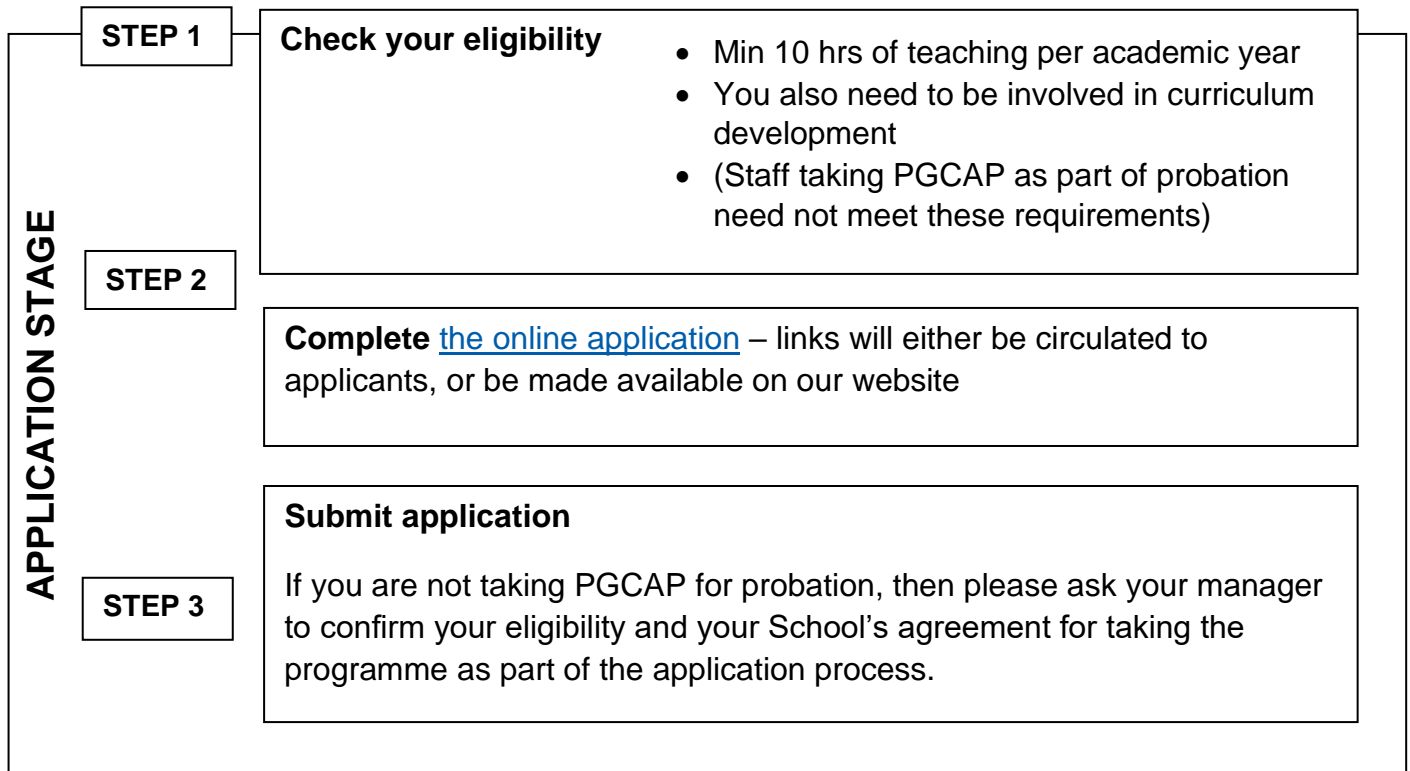 APPLICATION STAGE
STEP 1
Check your eligibility
• Min 10 hrs of teaching per academic year
• You also need to be involved in curriculum
development
• (Staff taking PGCAP as part of probation
need not meet these requirements)
STEP 2
Complete the online application – links will either be circulated to
applicants, or be made available on our website
STEP 3
Submit application
If you are not taking PGCAP for probation, then please ask your manager
to confirm your eligibility and your School’s agreement for taking the
programme as part of the application process.